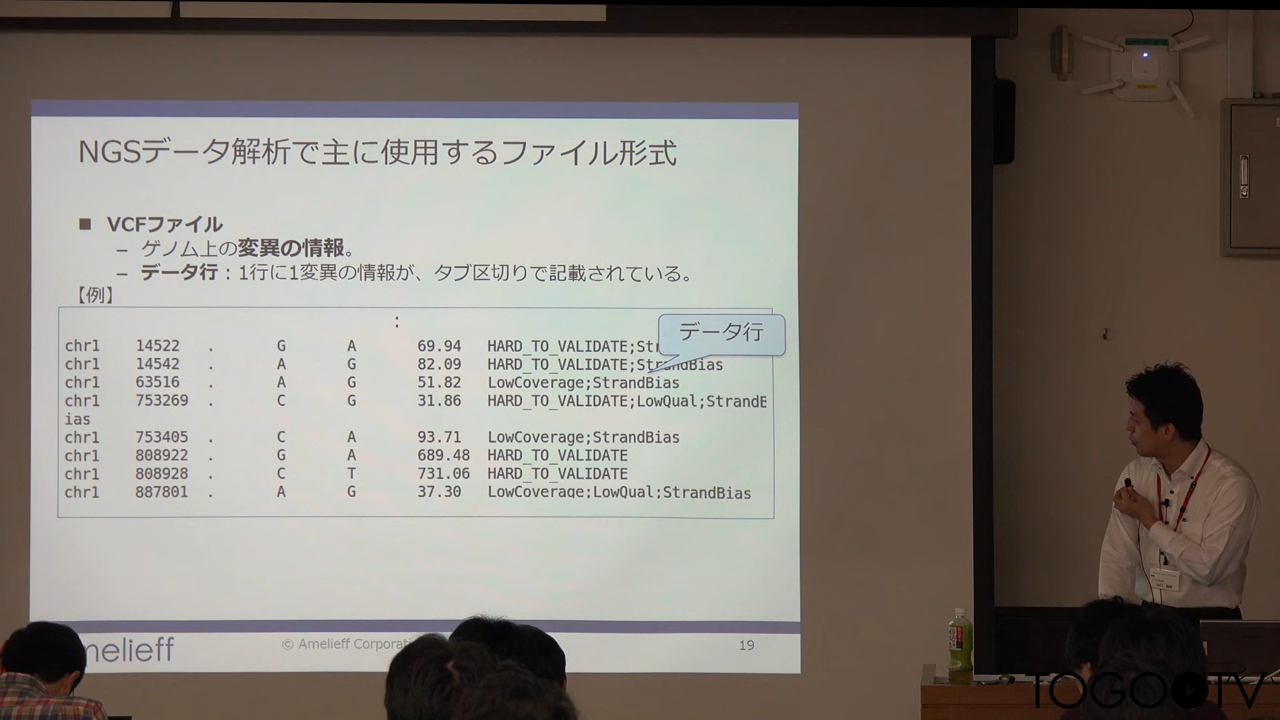 NGSデータ解析で主に使用するファイル形式
■ VCFファイル
– ゲノム上の変異の情報。
– データ行：1行に1変異の情報が、タブ区切りで記載されている。
【例】
:
データ行
chr1 14522 . G A 69.94 HARD_TO_VALIDATE;Str
chr1 14542 . A G 82.09 HARD_TO_VALIDATE;StrandBias
chr1 63516 . A G 51.82 LowCoverage;StrandBias
chr1 753269 . C G 31.86 HARD_TO_VALIDATE;LowQual;StrandB
ias
chr1 753405 . C A 93.71 LowCoverage;StrandBias
chr1 808922 . G A 689.48 HARD_TO_VALIDATE
chr1 808928 . C T 731.06 HARD_TO_VALIDATE
chr1 887801 . A G 37.30 LowCoverage;LowQual;StrandBias
melieff
© Amelieff Corporati
19
TOGOTV